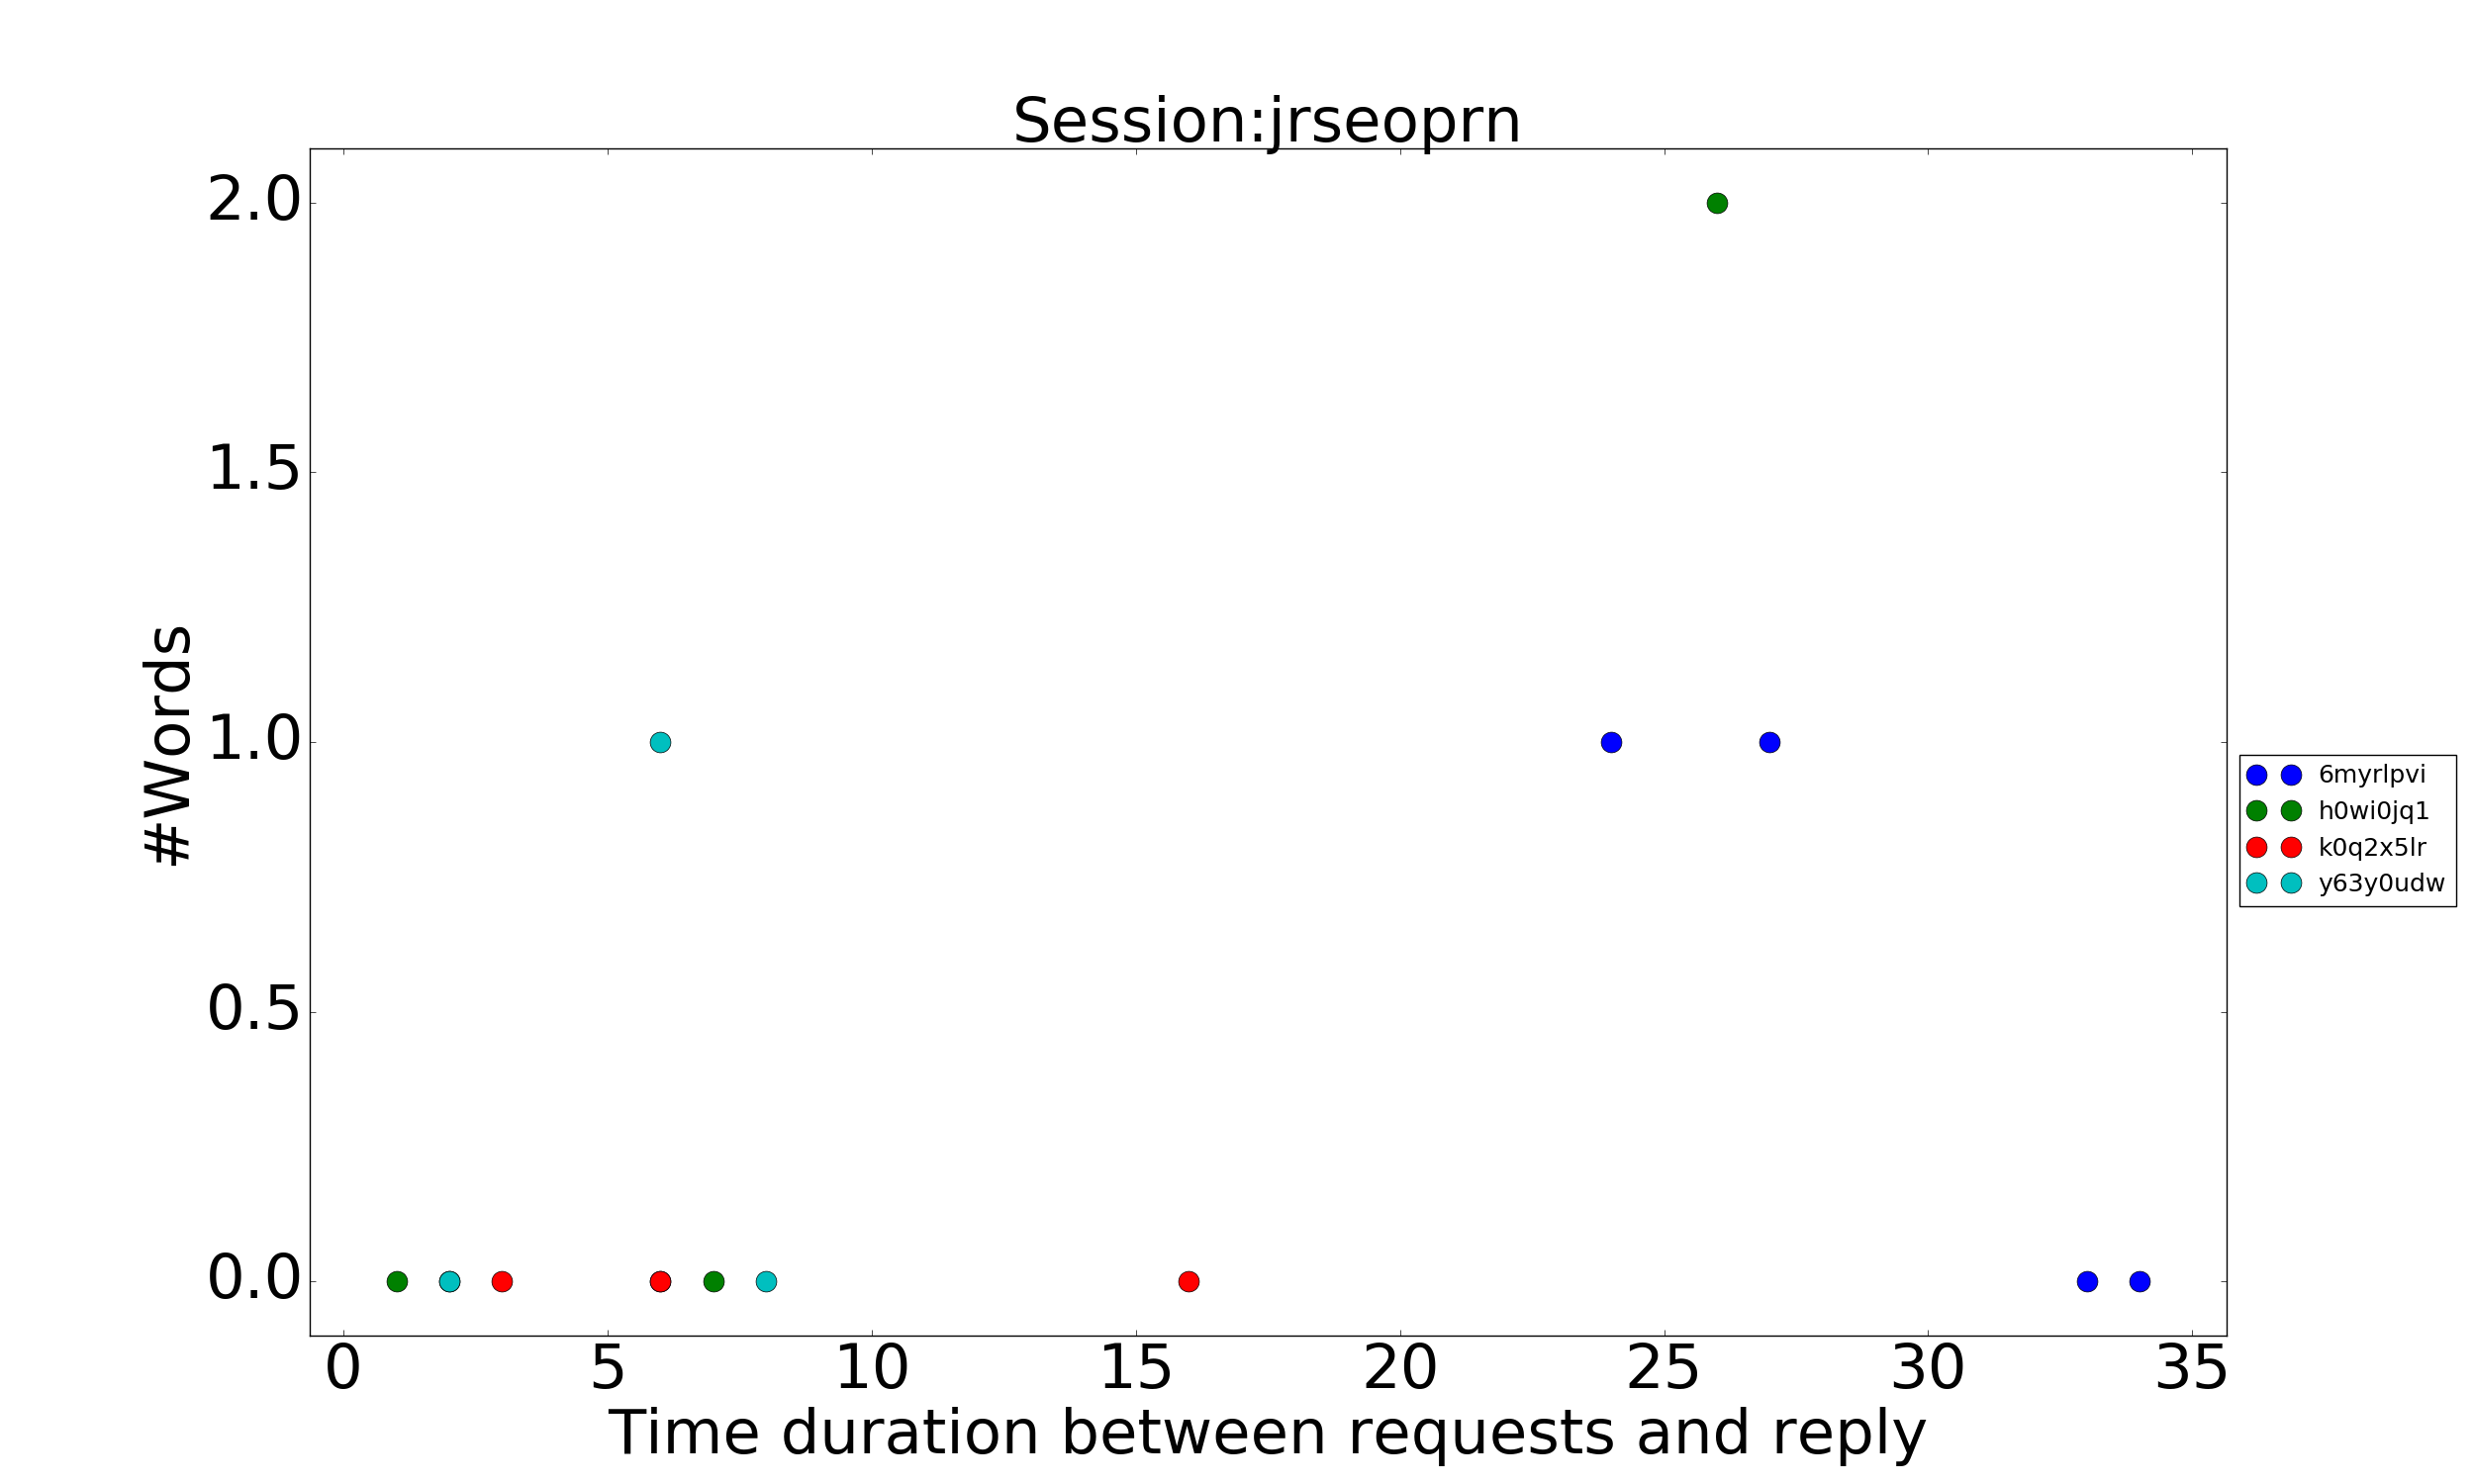 Session:jrseoprn
2.0
1.5
1.0
0.5
0.0
#Words
0 5 10 15 20 25 30 35
Time duration between requests and reply
6myrlpvi
h0wi0jq1
k0q2x5lr
y63y0udw